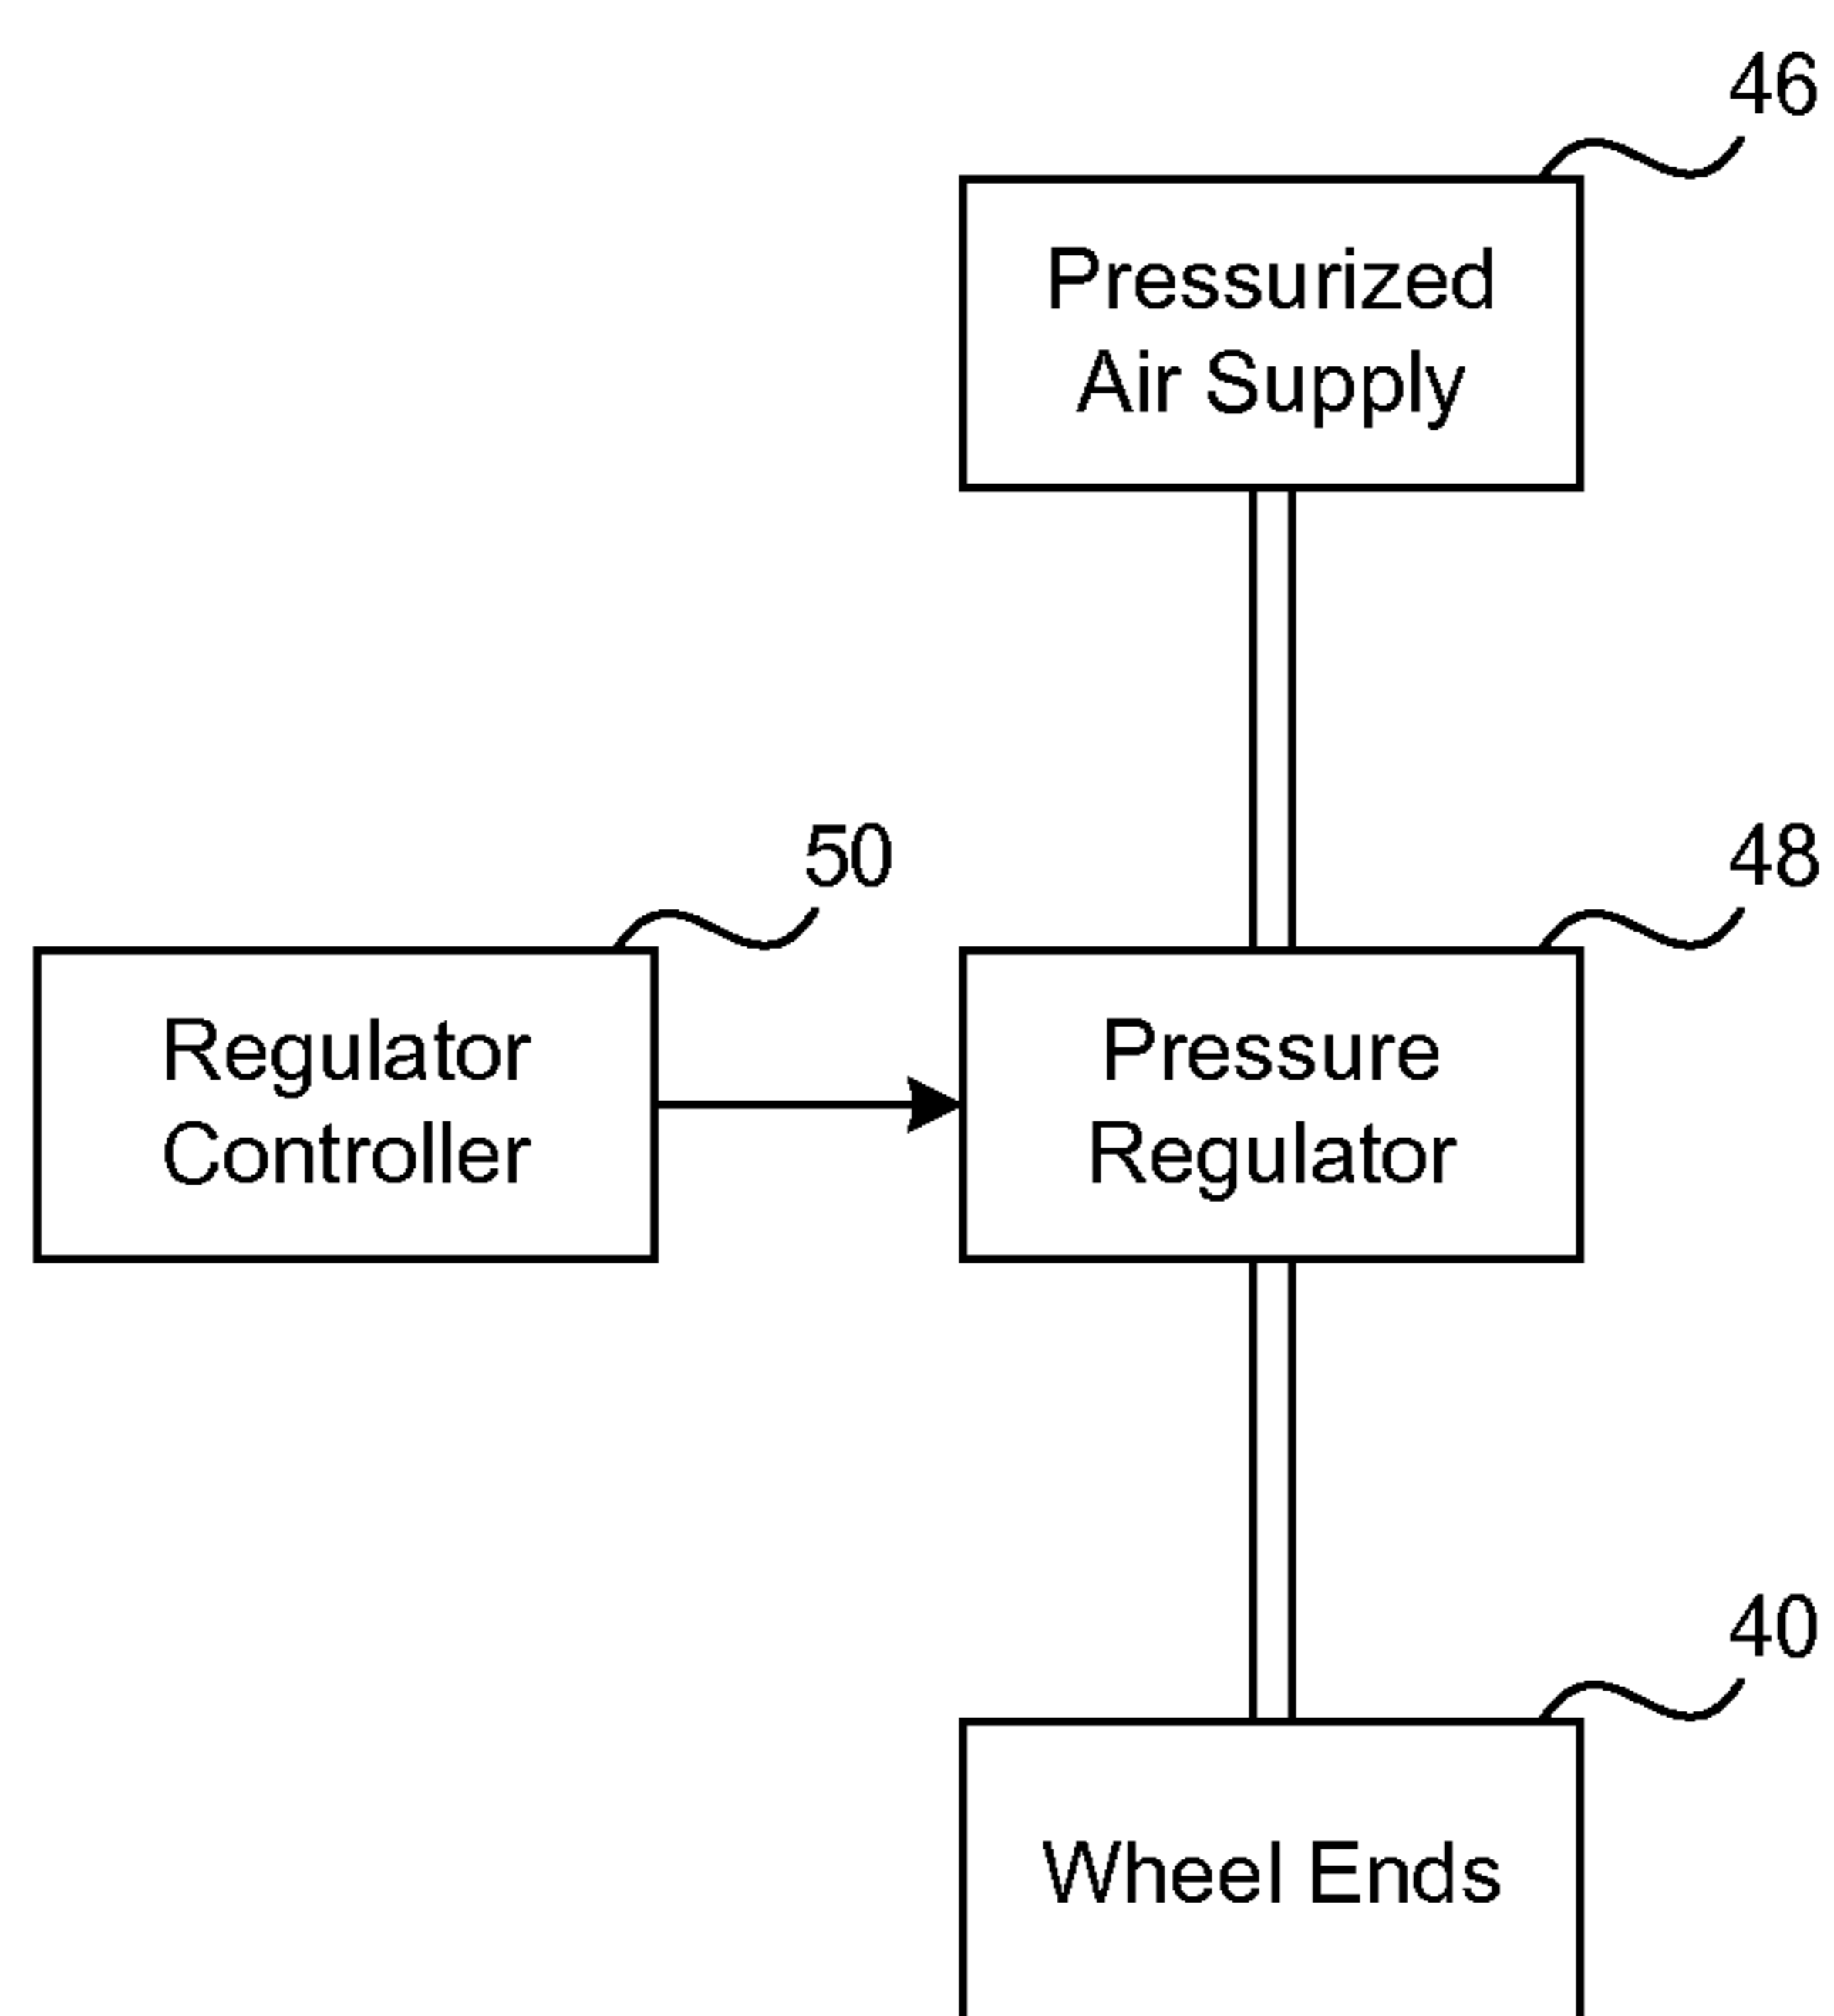 46
Pressurized
Air Supply
50
48
Regulator
Controller
Pressure
Regulator
40
Wheel Ends